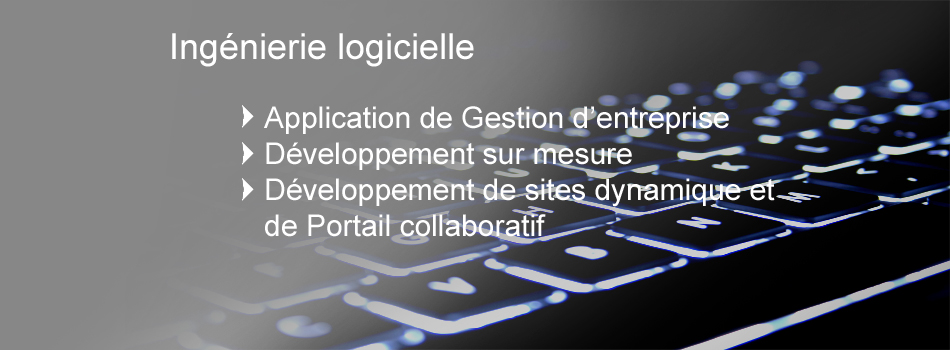 Ingénierie logicielle
Application de Gestion d’entreprise
Développement sur mesure
Développement de sites dynamique et
de Portail collaboratif